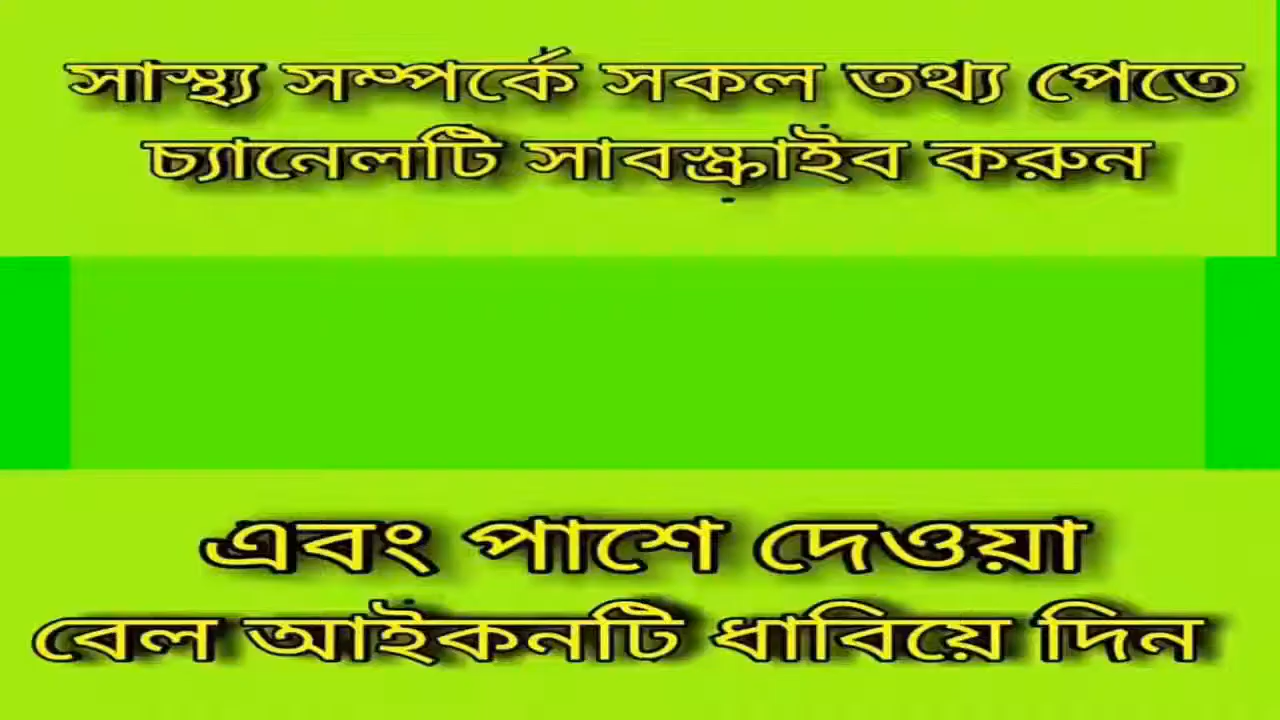 সাস্থ্য সম্পর্কে সকল তথ্য পেতে
চ্যানেলটি সাবস্ক্রাইব করুন
এবং পাশে দেওয়া
বেল আইকনটি ধাবিয়ে দিন